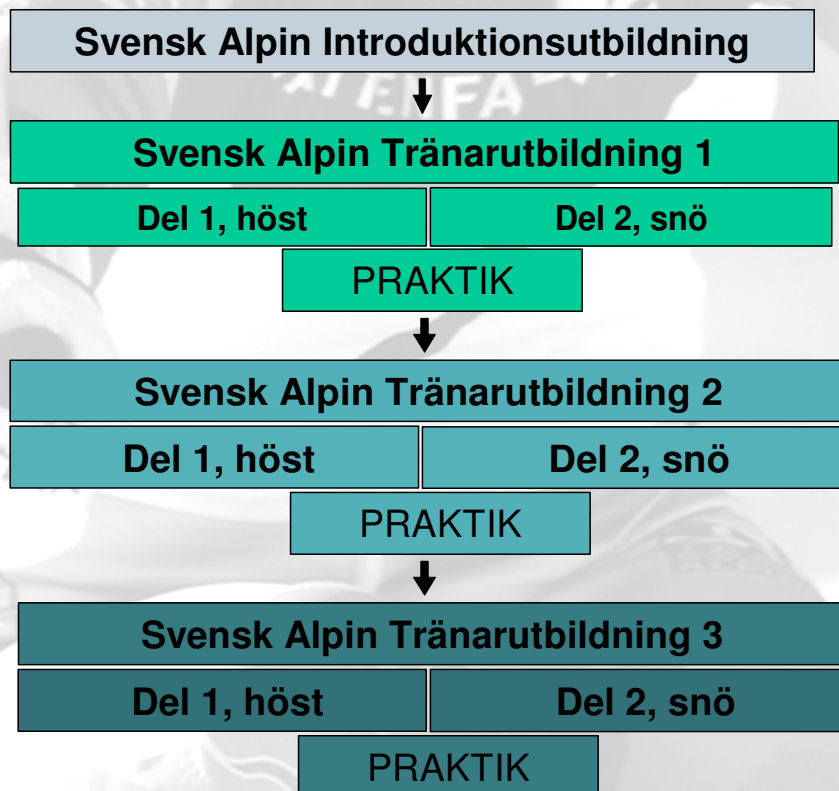 Svensk Alpin Introduktionsutbildning
Svensk Alpin Tränarutbildning 1
Del 1, höst Del 2, snö
PRAKTIK
Svensk Alpin Tränarutbildning 2
Del 1, höst Del 2, snö
PRAKTIK
Svensk Alpin Tränarutbildning 3
Del 1, höst Del 2, snö
PRAKTIK